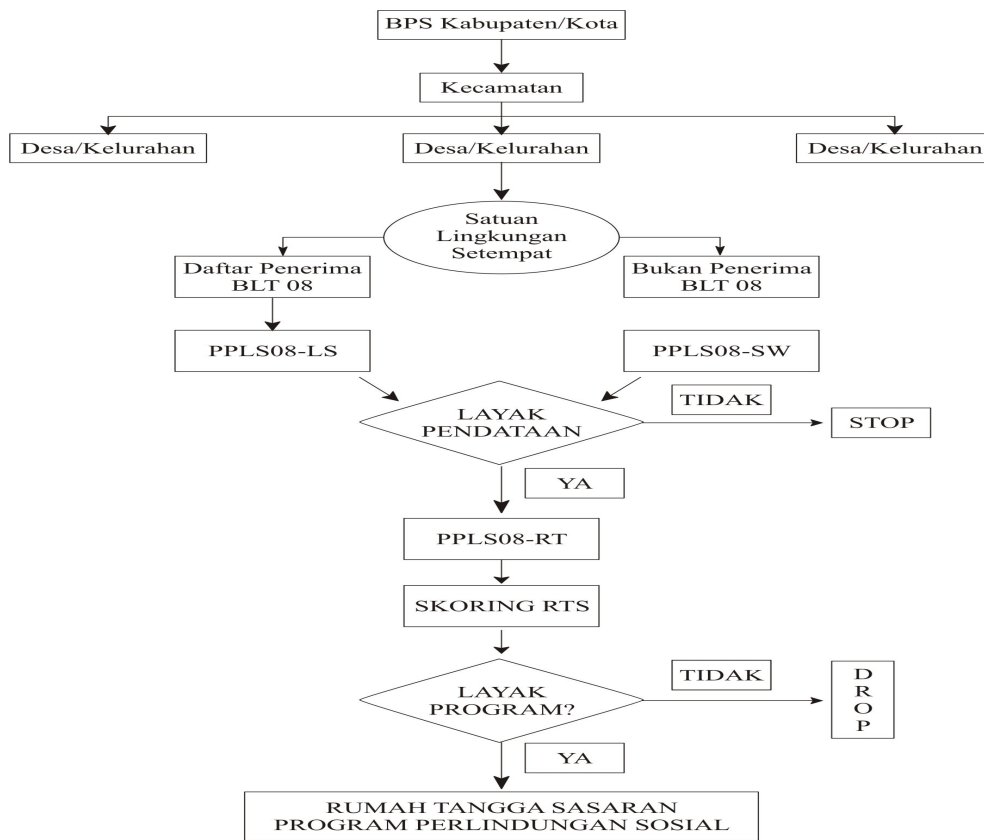 BPS Kabupaten/Kota
Kecamatan
Desa/Kelurahan
Desa/Kelurahan
Desa/Kelurahan
Satuan
Lingkungan
Setempat
Daftar Penerima
BLT 08
Bukan Penerima
BLT 08
PPLS08-LS
PPLS08-SW
LAYAK
PENDATAAN
TIDAK
STOP
YA
PPLS08-RT
SKORING RTS
LAYAK
PROGRAM?
TIDAK
D
R
O
P
YA
RUMAH TANGGA SASARAN
PROGRAM PERLINDUNGAN SOSIAL